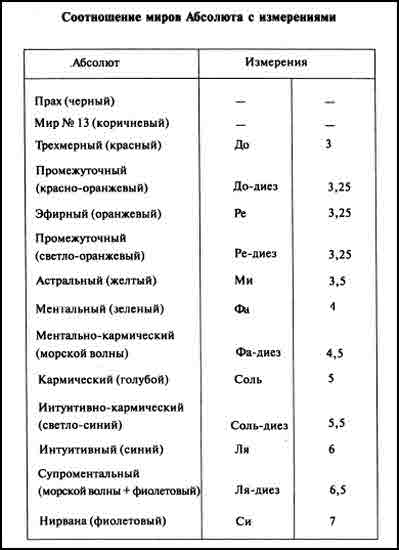 Соотношение миров Абсолюта с измерениями
Абсолют Измерения
Прах (черный) — —
Мир № 13 (коричневый) — —
Трехмерный (красный) До 3
Промежуточный
(красно-оранжевый) До-диез 3,25
Эфирный (оранжевый) Ре 3,25
Промежуточный
(светло-оранжевый) Ре-диез 3,25
Астральный (желтый) Ми 3,5
Ментальный (зеленый) Фа 4
Ментально-кармический
(морской волны) Фа-диез 4,5
Кармический (голубой) Соль 5
Интуитивно-кармический
(светло-синий) Соль-диез 5,5
Интуитивный (синий) Ля 6
Супроментальный
(морской волны + фиолетовый) Ля-диез 6,5
Нирвана (фиолетовый) Си 7